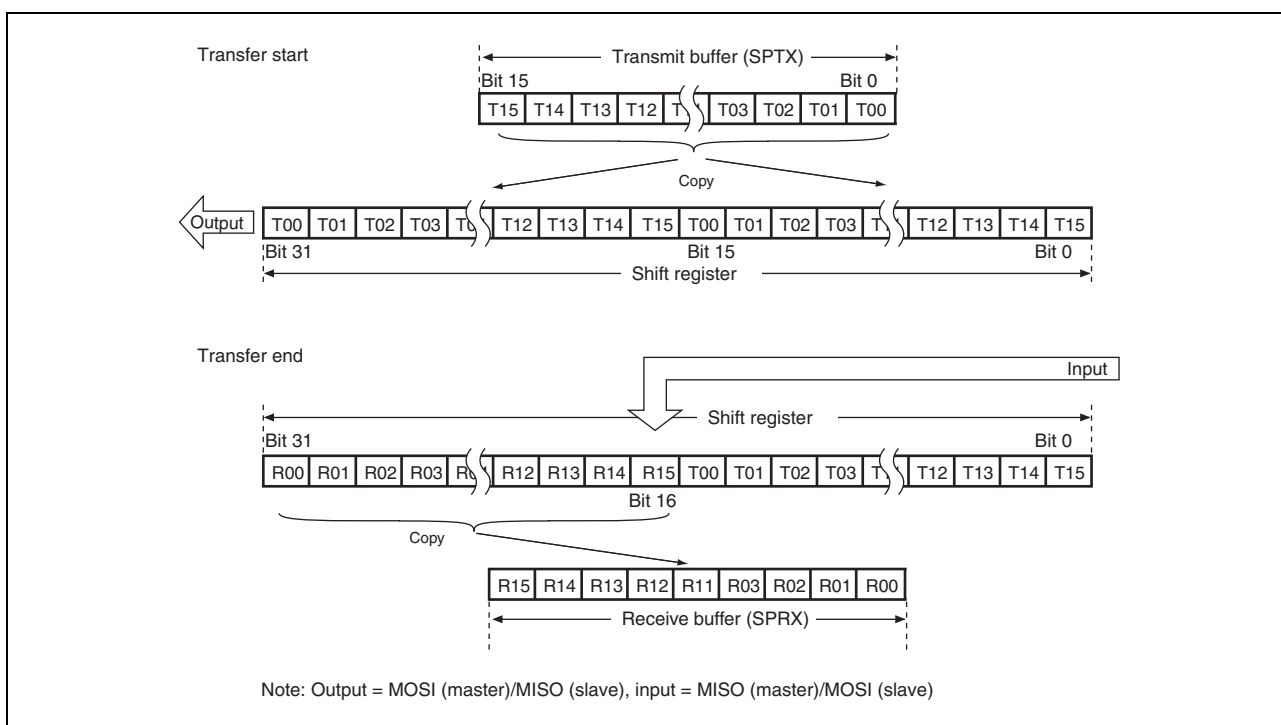 Transfer start
Transmit buffer (SPTX)
Bit 15 Bit 0
T15 T14 T13 T12 T03 T02 T01 T00
Copy
Output T00 T01 T02 T03 T12 T13 T14 T15 T00 T01 T02 T03 T12 T13 T14 T15
Bit 31 Bit 15 Bit 0
Shift register
Transfer end
Input
Shift register
Bit 31 Bit 0
R00 R01 R02 R03 R12 R13 R14 R15 T00 T01 T02 T03 T12 T13 T14 T15
Bit 16
Copy
R15 R14 R13 R12 R11 R03 R02 R01 R00
Receive buffer (SPRX)
Note: Output = MOSI (master)/MISO (slave), input = MISO (master)/MOSI (slave)